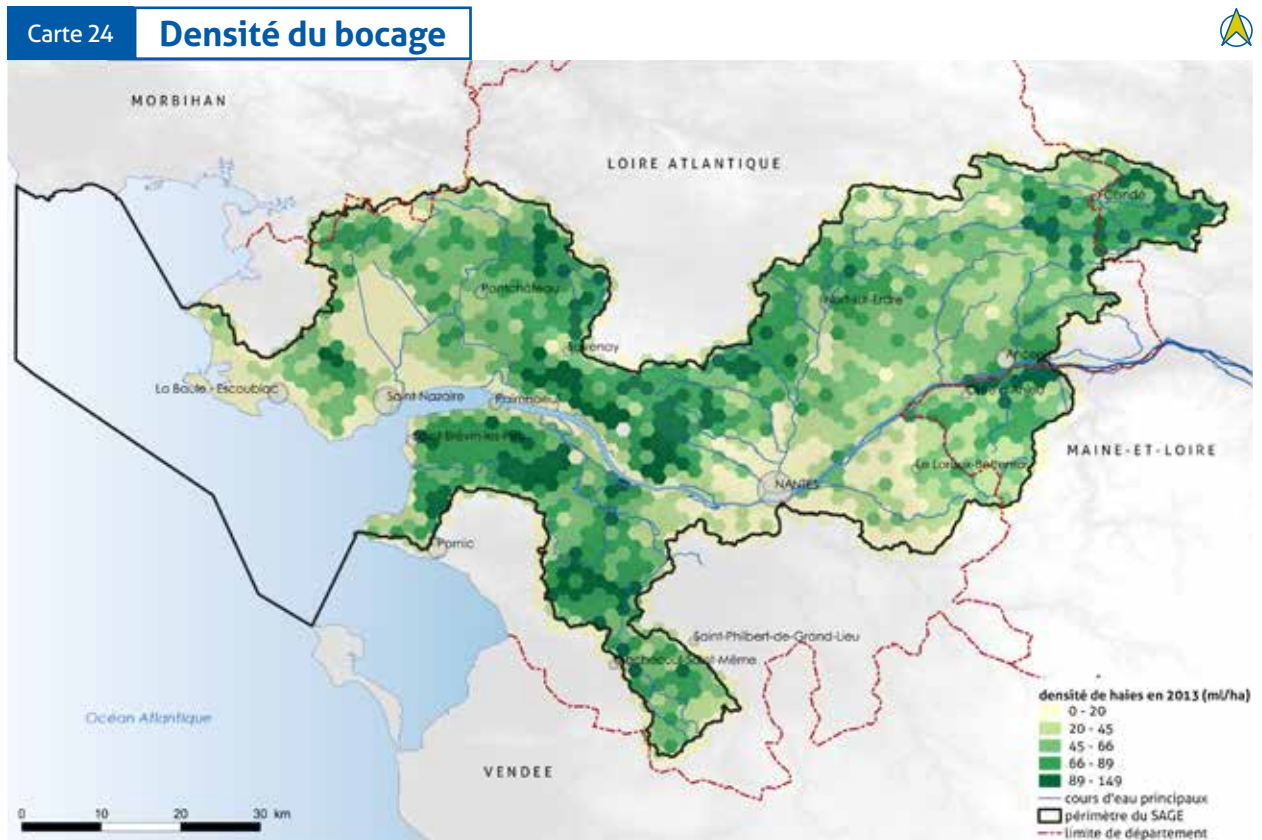 Carte 24
Densité du bocage
MORBIHAN
LOIRE ATLANTIQUE
Condé
Pontchâteau
Nort-sur-Erdre
Savenay
Ancenis
La Baule - Escoublac
Saint Nazaire
Paimboeuf
Saint Brévin-les-Pins
MAINE-ET-LOIRE
Le Loroux-Bottereau
NANTES
Pornic
Saint-Philbert-de-Grand-Lieu
Machecoul-Saint-Même
Océan Atlantique
VENDEE
densité de haies en 2013 (ml/ha)
0 - 20
20 - 45
45 - 66
66 - 89
89 - 149
cours d'eau principaux
périmètre du SAGE
limite de département
0 10 20 30 km